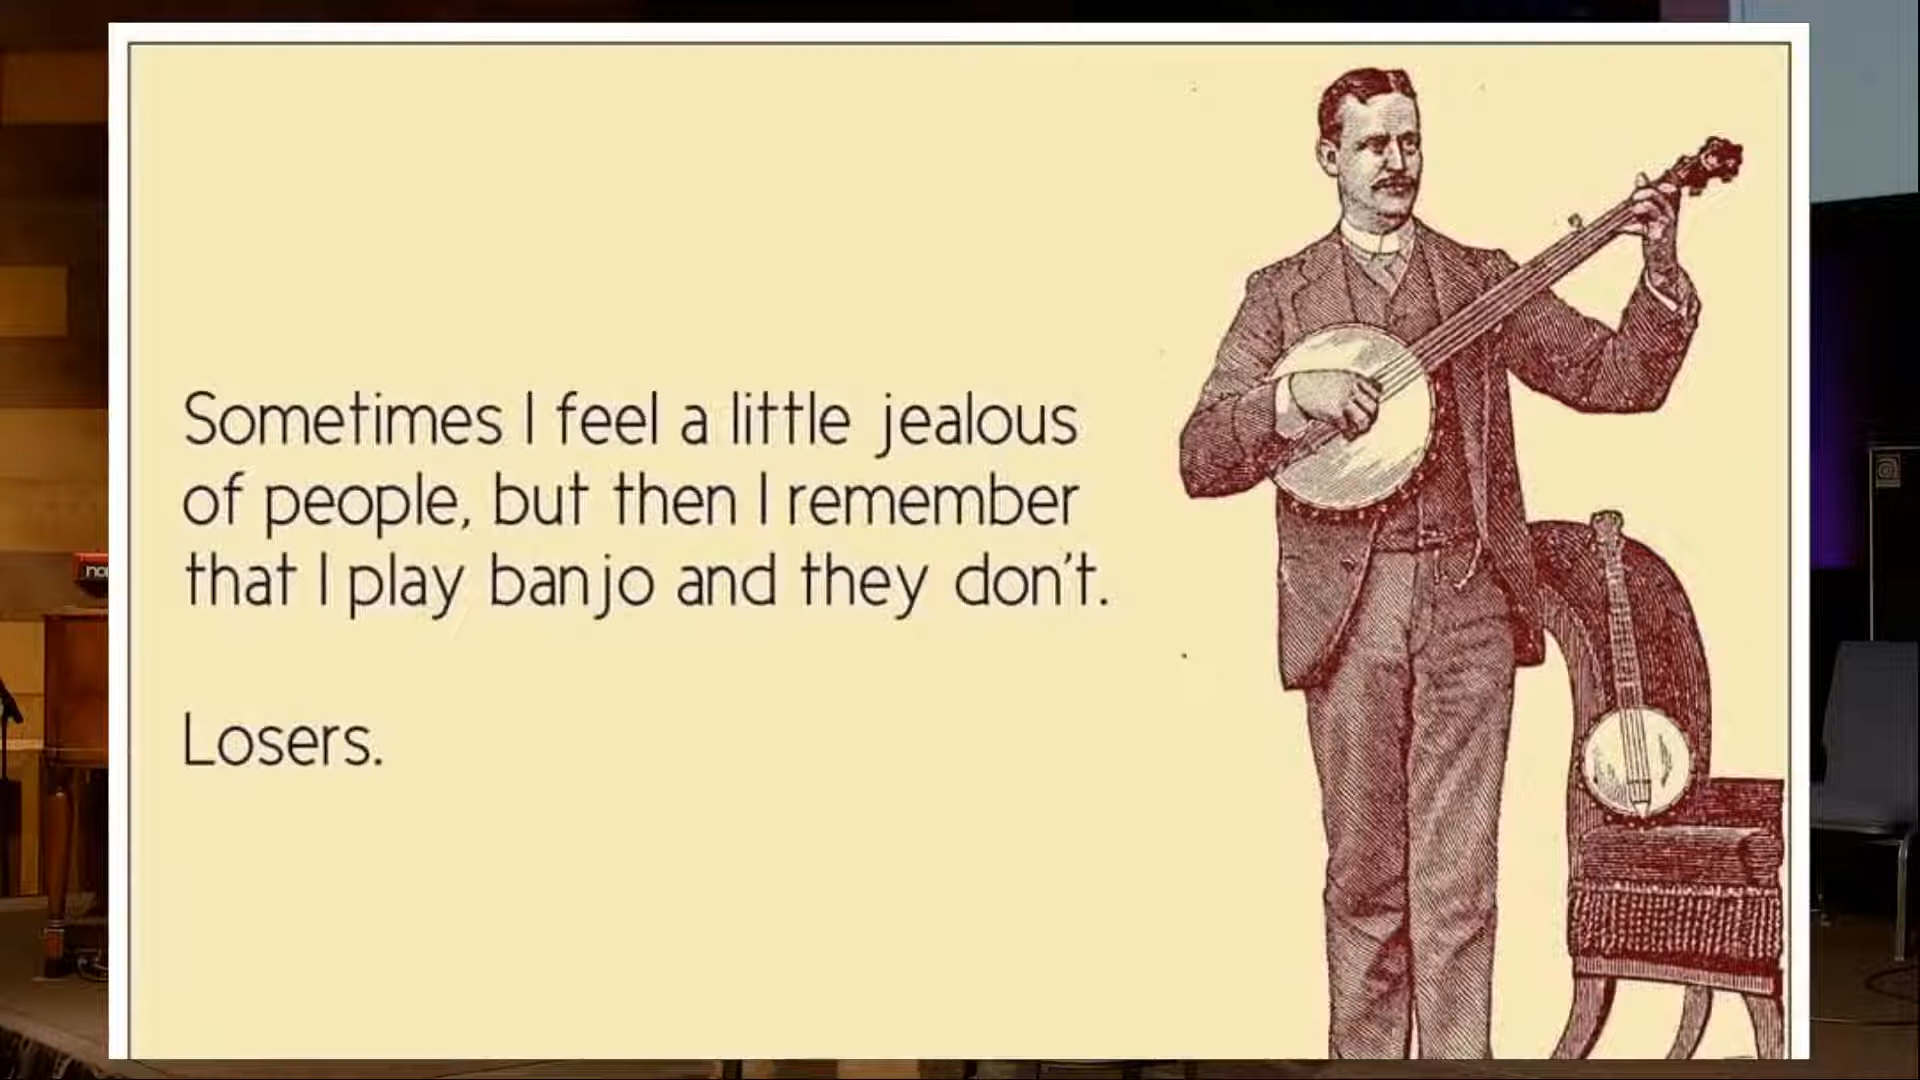 Sometimes I feel a little jealous
of people, but then I remember
that I play banjo and they don't.
Losers.